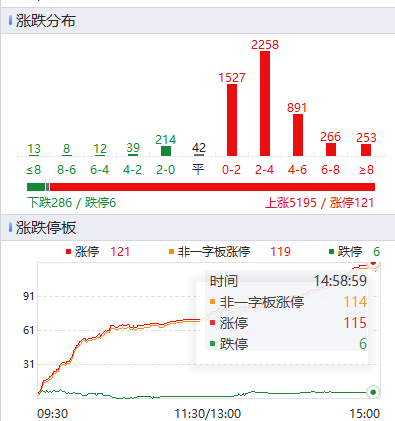 涨跌分布
2258
1527
891
266
253
214
42
39
13
8
12
≤8 8-6 6-4 4-2 2-0 平 0-2 2-4 4-6 6-8 ≥8
下跌286 / 跌停6 上涨5195 / 涨停121
涨跌停板
涨停 121 非一字板涨停 119 跌停 6
时间 14:58:59
91
非一字板涨停 114
涨停 115
61
跌停 6
31
09:30 11:30/13:00 15:00